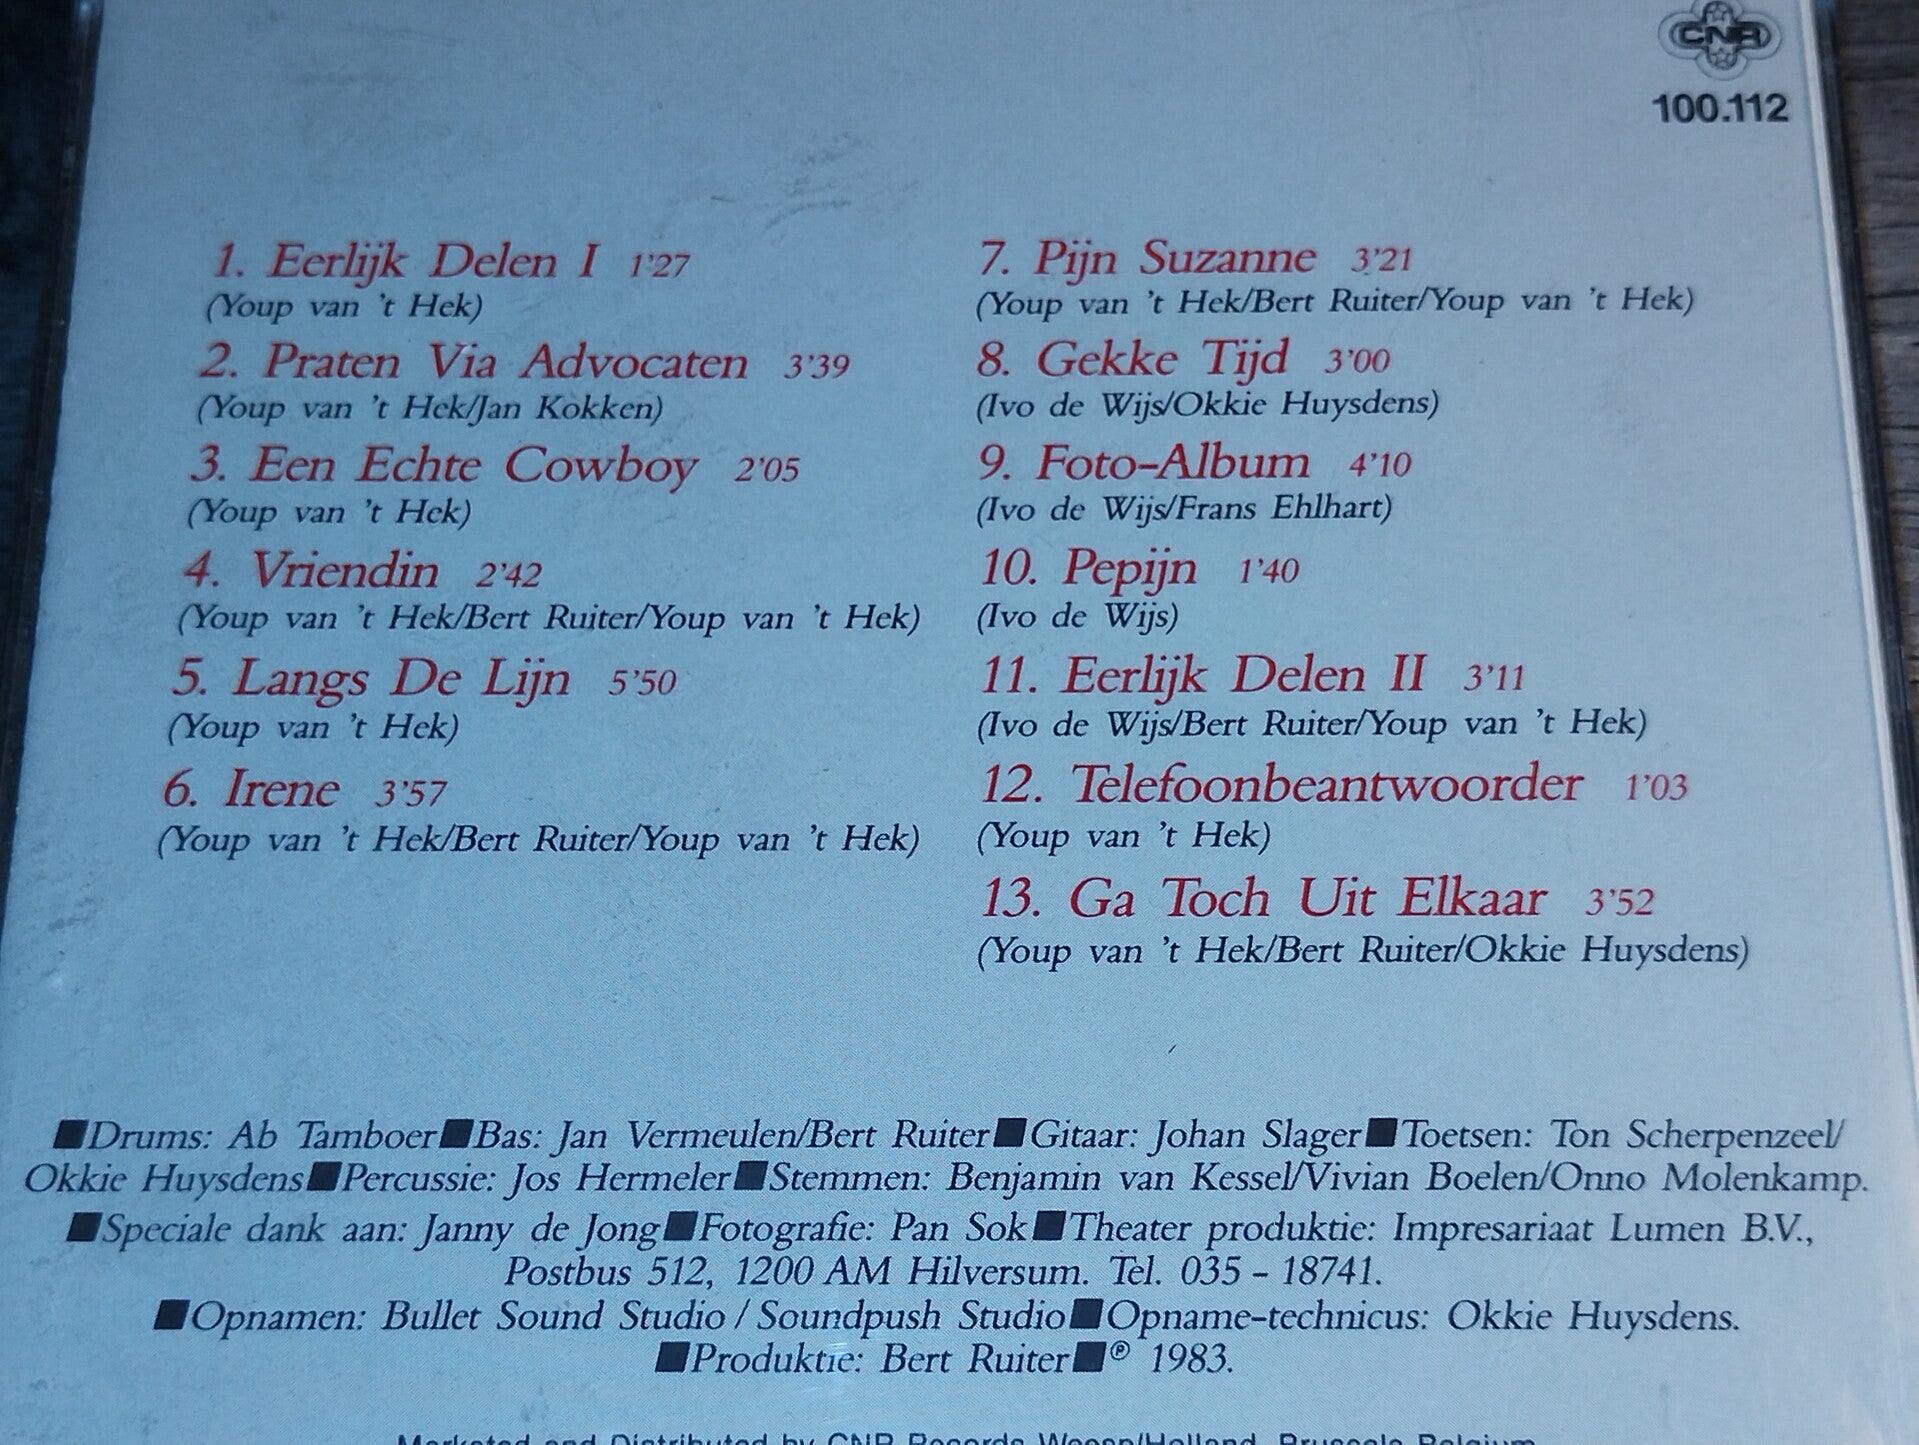 CNR
100.112
1. Eerlijk Delen I 1'27
(Youp van 't Hek)
2. Praten Via Advocaten 3'39
(Youp van 't Hek/Jan Kokken)
3. Een Echte Cowboy 2'05
(Youp van 't Hek)
4. Vriendin 2'42
(Youp van 't Hek/Bert Ruiter/Youp van 't Hek)
5. Langs De Lijn 5'50
(Youp van 't Hek)
6. Irene 3'57
(Youp van 't Hek/Bert Ruiter/Youp van 't Hek)
7. Pijn Suzanne 3'21
(Youp van 't Hek/Bert Ruiter/Youp van 't Hek)
8. Gekke Tijd 3'00
(Ivo de Wijs/Okkie Huysdens)
9. Foto-Album 4'10
(Ivo de Wijs/Frans Ehlhart)
10. Pepijn 1'40
(Ivo de Wijs)
11. Eerlijk Delen II 3'11
(Ivo de Wijs/Bert Ruiter/Youp van 't Hek)
12. Telefoonbeantwoorder 1'03
(Youp van 't Hek)
13. Ga Toch Uit Elkaar 3'52
(Youp van 't Hek/Bert Ruiter/Okkie Huysdens)
■Drums: Ab Tamboer■Bas: Jan Vermeulen/Bert Ruiter■Gitaar: Johan Slager■Toetsen: Ton Scherpenzeel/
Okkie Huysdens■Percussie: Jos Hermeler■Stemmen: Benjamin van Kessel/Vivian Boelen/Onno Molenkamp.
■Speciale dank aan: Janny de Jong■Fotografie: Pan Sok■Theater produktie: Impresariaat Lumen B.V.,
Postbus 512, 1200 AM Hilversum. Tel. 035 - 18741.
■Opnamen: Bullet Sound Studio / Soundpush Studio■Opname-technicus: Okkie Huysdens.
■Produktie: Bert Ruiter■℗ 1983.
Marketed and Distributed by CNR Records Weesp/Holland, Brussels Belgium